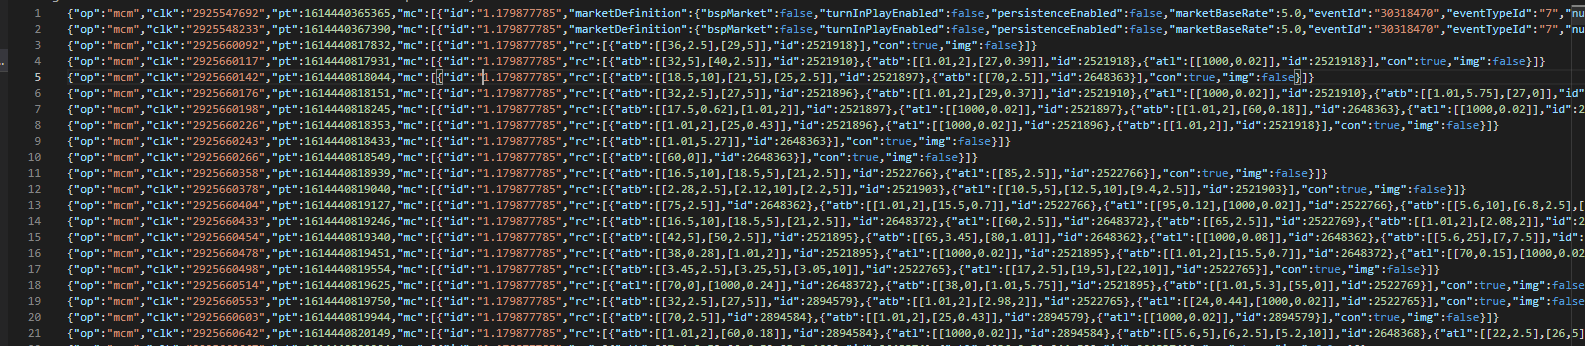 1 {"op":"mcm","clk":"2925547692","pt":1614440365365,"mc":[{"id":"1.179877785","marketDefinition":{"bspMarket":false,"turnInPlayEnabled":false,"persistenceEnabled":false,"marketBaseRate":5.0,"eventId":"30318470","eventTypeId":"7","nu
2 {"op":"mcm","clk":"2925548233","pt":1614440367390,"mc":[{"id":"1.179877785","marketDefinition":{"bspMarket":false,"turnInPlayEnabled":false,"persistenceEnabled":false,"marketBaseRate":5.0,"eventId":"30318470","eventTypeId":"7","nu
3 {"op":"mcm","clk":"2925660092","pt":1614440817832,"mc":[{"id":"1.179877785","rc":[{"atb":[[36,2.5],[29,5]],"id":2521918}],"con":true,"img":false}]}
4 {"op":"mcm","clk":"2925660117","pt":1614440817931,"mc":[{"id":"1.179877785","rc":[{"atb":[[32,5],[40,2.5]],"id":2521910},{"atb":[[1.01,2],[27,0.39]],"id":2521918},{"atl":[[1000,0.02]],"id":2521918}],"con":true,"img":false}]}
5 {"op":"mcm","clk":"2925660142","pt":1614440818044,"mc":[{"id":"1.179877785","rc":[{"atb":[[18.5,10],[21,5],[25,2.5]],"id":2521897},{"atb":[[70,2.5]],"id":2648363}],"con":true,"img":false}]}
6 {"op":"mcm","clk":"2925660176","pt":1614440818151,"mc":[{"id":"1.179877785","rc":[{"atb":[[32,2.5],[27,5]],"id":2521896},{"atb":[[1.01,2],[29,0.37]],"id":2521910},{"atl":[[1000,0.02]],"id":2521910},{"atb":[[1.01,5.75],[27,0]],"
7 {"op":"mcm","clk":"2925660198","pt":1614440818245,"mc":[{"id":"1.179877785","rc":[{"atb":[[17.5,0.62],[1.01,2]],"id":2521897},{"atl":[[1000,0.02]],"id":2521897},{"atb":[[1.01,2],[60,0.18]],"id":2648363},{"atl":[[1000,0.02]],"id":2
8 {"op":"mcm","clk":"2925660226","pt":1614440818353,"mc":[{"id":"1.179877785","rc":[{"atb":[[1.01,2],[25,0.43]],"id":2521896},{"atl":[[1000,0.02]],"id":2521896},{"atb":[[1.01,2]],"id":2521918}],"con":true,"img":false}]}
9 {"op":"mcm","clk":"2925660243","pt":1614440818433,"mc":[{"id":"1.179877785","rc":[{"atb":[[1.01,5.27]],"id":2648363}],"con":true,"img":false}]}
10 {"op":"mcm","clk":"2925660266","pt":1614440818549,"mc":[{"id":"1.179877785","rc":[{"atb":[[60,0]],"id":2648363}],"con":true,"img":false}]}
11 {"op":"mcm","clk":"2925660358","pt":1614440818939,"mc":[{"id":"1.179877785","rc":[{"atb":[[16.5,10],[18.5,5],[21,2.5]],"id":2522766},{"atl":[[85,2.5]],"id":2522766}],"con":true,"img":false}]}
12 {"op":"mcm","clk":"2925660378","pt":1614440819040,"mc":[{"id":"1.179877785","rc":[{"atb":[[2.28,2.5],[2.12,10],[2.2,5]],"id":2521903},{"atl":[[10.5,5],[12.5,10],[9.4,2.5]],"id":2521903}],"con":true,"img":false}]}
13 {"op":"mcm","clk":"2925660404","pt":1614440819127,"mc":[{"id":"1.179877785","rc":[{"atb":[[75,2.5]],"id":2648362},{"atb":[[1.01,2],[15.5,0.7]],"id":2522766},{"atl":[[95,0.12],[1000,0.02]],"id":2522766},{"atb":[[5.6,10],[6.8,2.5],[
14 {"op":"mcm","clk":"2925660433","pt":1614440819246,"mc":[{"id":"1.179877785","rc":[{"atb":[[16.5,10],[18.5,5],[21,2.5]],"id":2648372},{"atl":[[60,2.5]],"id":2648372},{"atb":[[65,2.5]],"id":2522769},{"atb":[[1.01,2],[2.08,2]],"id":2
15 {"op":"mcm","clk":"2925660454","pt":1614440819340,"mc":[{"id":"1.179877785","rc":[{"atb":[[42,5],[50,2.5]],"id":2521895},{"atb":[[65,3.45],[80,1.01]],"id":2648362},{"atl":[[1000,0.08]],"id":2648362},{"atb":[[5.6,25],[7,7.5]],"id":
16 {"op":"mcm","clk":"2925660478","pt":1614440819451,"mc":[{"id":"1.179877785","rc":[{"atb":[[38,0.28],[1.01,2]],"id":2521895},{"atl":[[1000,0.02]],"id":2521895},{"atb":[[1.01,2],[15.5,0.7]],"id":2648372},{"atl":[[70,0.15],[1000,0.02
17 {"op":"mcm","clk":"2925660498","pt":1614440819554,"mc":[{"id":"1.179877785","rc":[{"atb":[[3.45,2.5],[3.25,5],[3.05,10]],"id":2522765},{"atl":[[17,2.5],[19,5],[22,10]],"id":2522765}],"con":true,"img":false}]}
18 {"op":"mcm","clk":"2925660514","pt":1614440819625,"mc":[{"id":"1.179877785","rc":[{"atl":[[70,0],[1000,0.24]],"id":2648372},{"atb":[[38,0],[1.01,5.75]],"id":2521895},{"atb":[[1.01,5.3],[55,0]],"id":2522769}],"con":true,"img":false
19 {"op":"mcm","clk":"2925660553","pt":1614440819750,"mc":[{"id":"1.179877785","rc":[{"atb":[[32,2.5],[27,5]],"id":2894579},{"atb":[[1.01,2],[2.98,2]],"id":2522765},{"atl":[[24,0.44],[1000,0.02]],"id":2522765}],"con":true,"img":false
20 {"op":"mcm","clk":"2925660603","pt":1614440819944,"mc":[{"id":"1.179877785","rc":[{"atb":[[70,2.5]],"id":2894584},{"atb":[[1.01,2],[25,0.43]],"id":2894579},{"atl":[[1000,0.02]],"id":2894579}],"con":true,"img":false}]}
21 {"op":"mcm","clk":"2925660642","pt":1614440820149,"mc":[{"id":"1.179877785","rc":[{"atb":[[1.01,2],[60,0.18]],"id":2894584},{"atl":[[1000,0.02]],"id":2894584},{"atb":[[5.6,5],[6.2,5],[5.2,10]],"id":2648368},{"atl":[[22,2.5],[26,5]